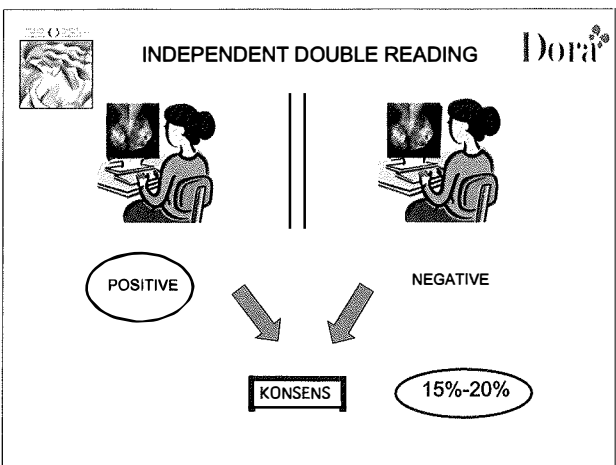 INDEPENDENT DOUBLE READING
Dora
POSITIVE
NEGATIVE
KONSENS
15%-20%